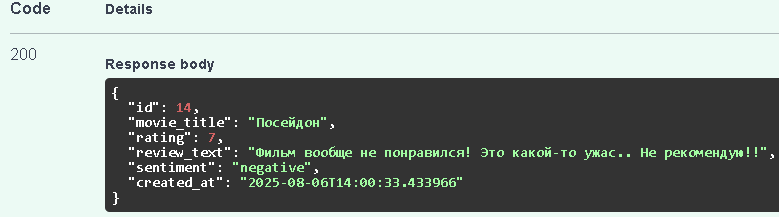 Code Details
200
Response body
{
"id": 14,
"movie_title": "Посейдон",
"rating": 7,
"review_text": "Фильм вообще не понравился! Это какой-то ужас.. Не рекомендую!!",
"sentiment": "negative",
"created_at": "2025-08-06T14:00:33.433966"
}